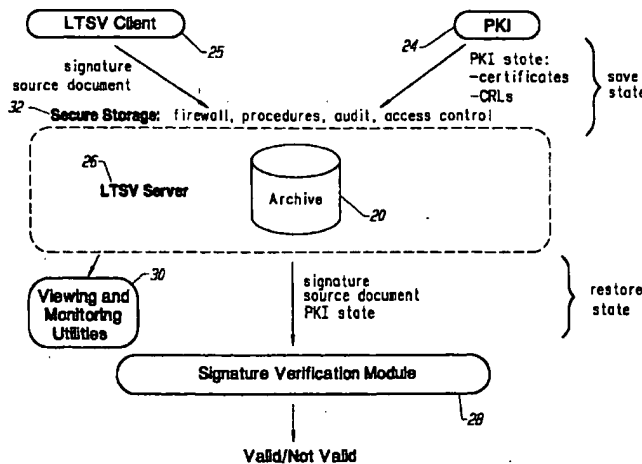 LTSV Client
25
PKI
24
signature
source document
PKI state:
-certificates
-CRLs
save
state
32
Secure Storage: firewall, procedures, audit, access control
26
LTSV Server
Archive
20
30
Viewing and
Monitoring
Utilities
signature
source document
PKI state
restore
state
Signature Verification Module
28
Valid/Not Valid